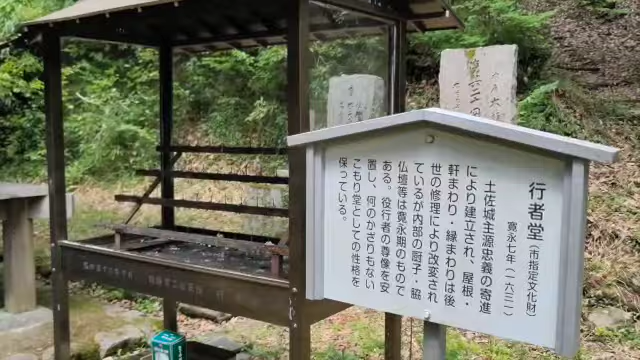 行者堂（市指定文化財）
寛永七年（一六三一）
土佐城主源忠義の寄進
により建立され、屋根・
軒まわり・縁まわりは後
世の修理により改変され
ているが内部の厨子・脇
仏壇等は寛永期のもので
ある。役行者の尊像を安
置し、何のかざりもない
こもり堂としての性格を
保っている。